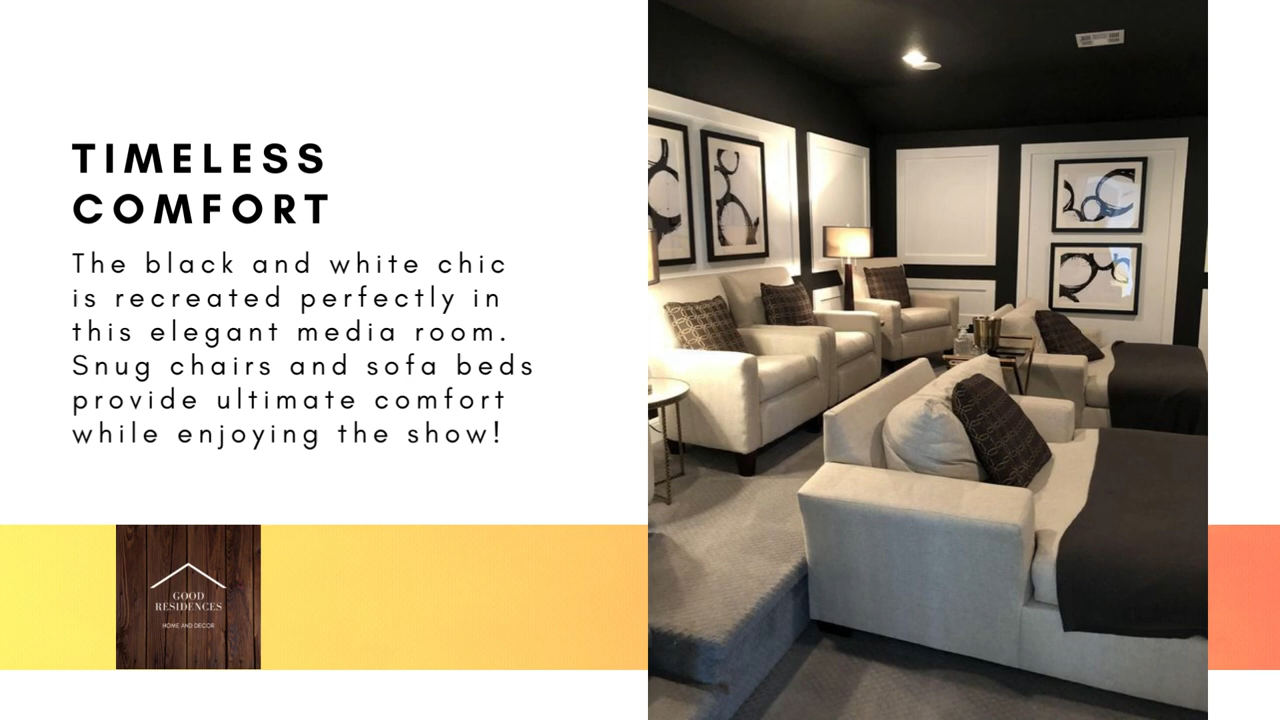 TIMELESS
COMFORT
The black and white chic
is recreated perfectly in
this elegant media room.
Snug chairs and sofa beds
provide ultimate comfort
while enjoying the show!
GOOD
RESIDENCES
HOME AND DECOR